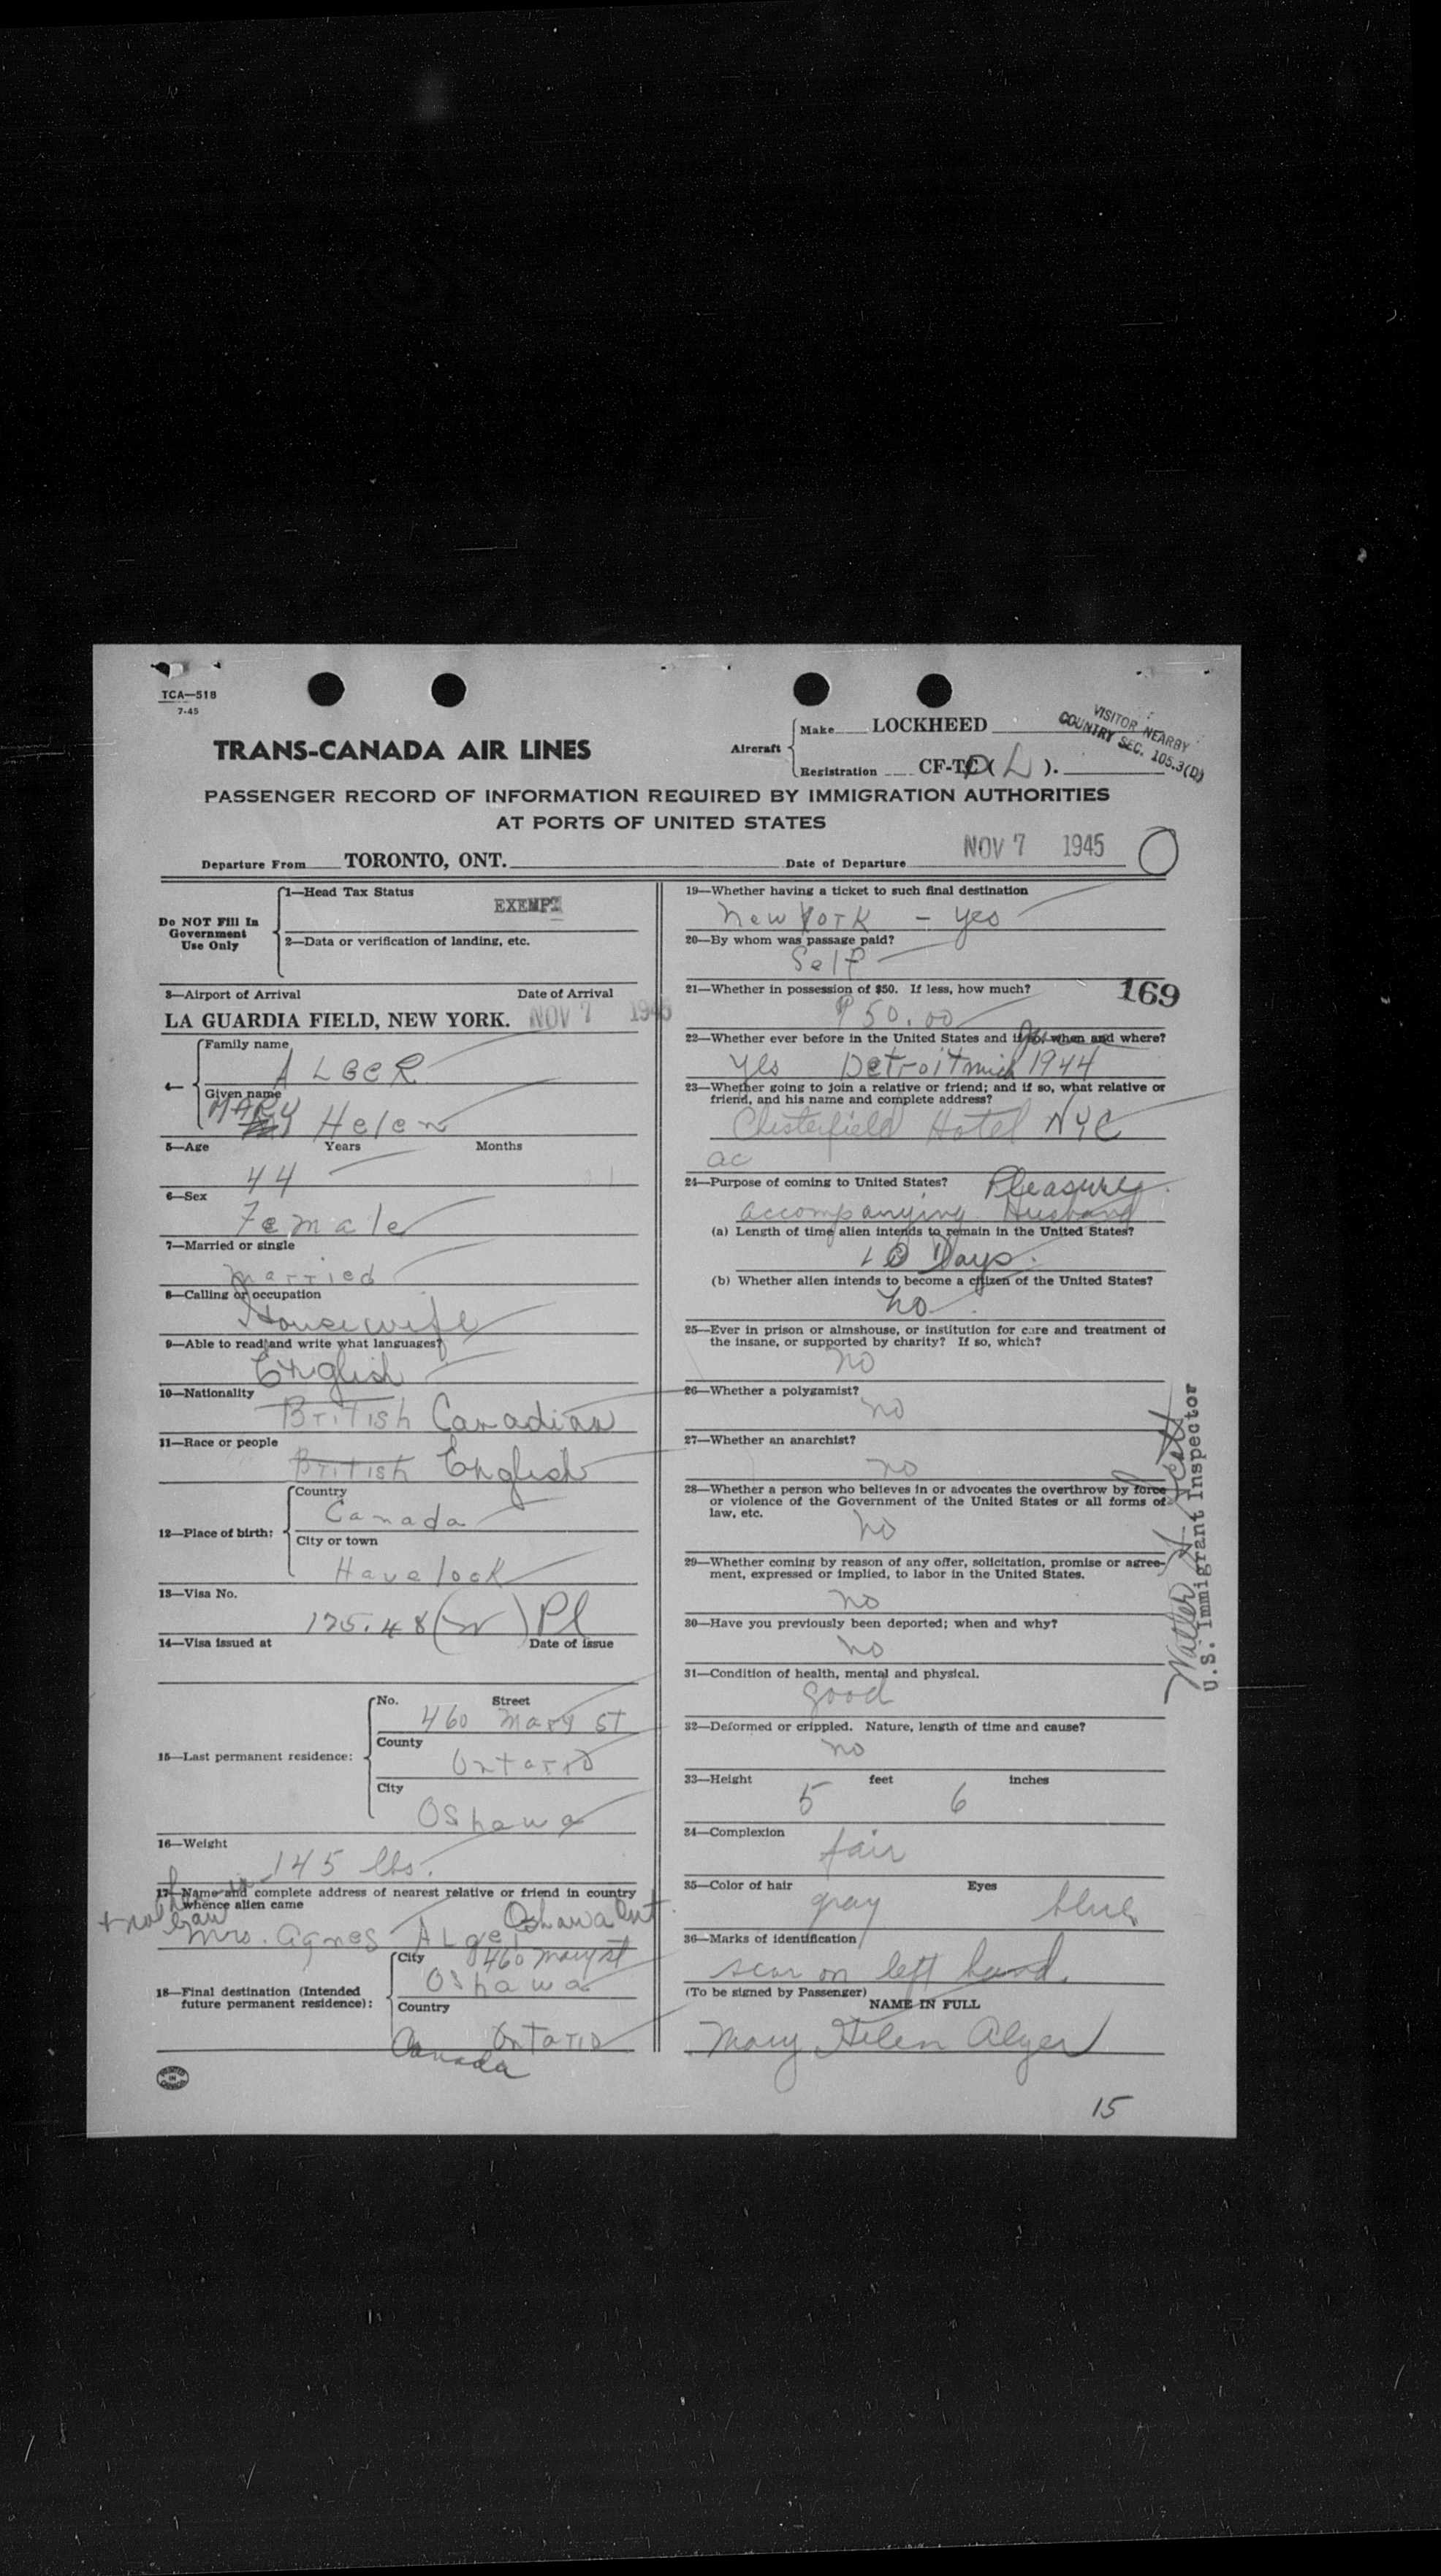 TCA—518
7-45
TRANS-CANADA AIR LINES
Aircraft
Make LOCKHEED
Registration CF-TC ( L ).
VISITOR NEARBY
COUNTRY SEC. 105.3(D)
PASSENGER RECORD OF INFORMATION REQUIRED BY IMMIGRATION AUTHORITIES
AT PORTS OF UNITED STATES
Departure From TORONTO, ONT. Date of Departure NOV 7 1945
Do NOT Fill In
Government
Use Only
1—Head Tax Status
EXEMPT
2—Data or verification of landing, etc.
3—Airport of Arrival Date of Arrival
LA GUARDIA FIELD, NEW YORK. NOV 7 1945
4—
Family name
ALGER
Given name
MARY Helen
5—Age Years Months
44
6—Sex
Female
7—Married or single
Married
8—Calling or occupation
Housewife
9—Able to read and write what languages?
English
10—Nationality
British Canadian
11—Race or people
British English
12—Place of birth:
Country
Canada
City or town
Havelock
13—Visa No.
175.48( ) Pl
14—Visa issued at Date of issue
15—Last permanent residence:
No. Street
460 Mary St
County
Ontario
City
Oshawa
16—Weight
145 lbs.
17—Name and complete address of nearest relative or friend in country
whence alien came
law
Oshawa Ont.
Mrs. Agnes Alger
460 Mary St
18—Final destination (Intended
future permanent residence):
City
Oshawa
Country
Ontario
Canada
PRINTED IN CANADA
19—Whether having a ticket to such final destination
New York - yes
20—By whom was passage paid?
Self
21—Whether in possession of $50. If less, how much?
169
$50.00
22—Whether ever before in the United States and if so, when and where?
yes Detroit Mich 1944
23—Whether going to join a relative or friend; and if so, what relative or
friend, and his name and complete address?
Chesterfield Hotel NYC
ac
24—Purpose of coming to United States? Pleasure
accompanying Husband
(a) Length of time alien intends to remain in the United States?
10 Days.
(b) Whether alien intends to become a citizen of the United States?
no
25—Ever in prison or almshouse, or institution for care and treatment of
the insane, or supported by charity? If so, which?
no
26—Whether a polygamist?
no
27—Whether an anarchist?
no
28—Whether a person who believes in or advocates the overthrow by force
or violence of the Government of the United States or all forms of
law, etc.
no
29—Whether coming by reason of any offer, solicitation, promise or agree-
ment, expressed or implied, to labor in the United States.
no
30—Have you previously been deported; when and why?
no
31—Condition of health, mental and physical.
good
32—Deformed or crippled. Nature, length of time and cause?
no
33—Height feet inches
5 6
34—Complexion
fair
35—Color of hair Eyes
gray blue
36—Marks of identification
scar on left hand.
(To be signed by Passenger)
NAME IN FULL
Mary Helen Alger
Walter H.
U.S. Immigrant Inspector
15